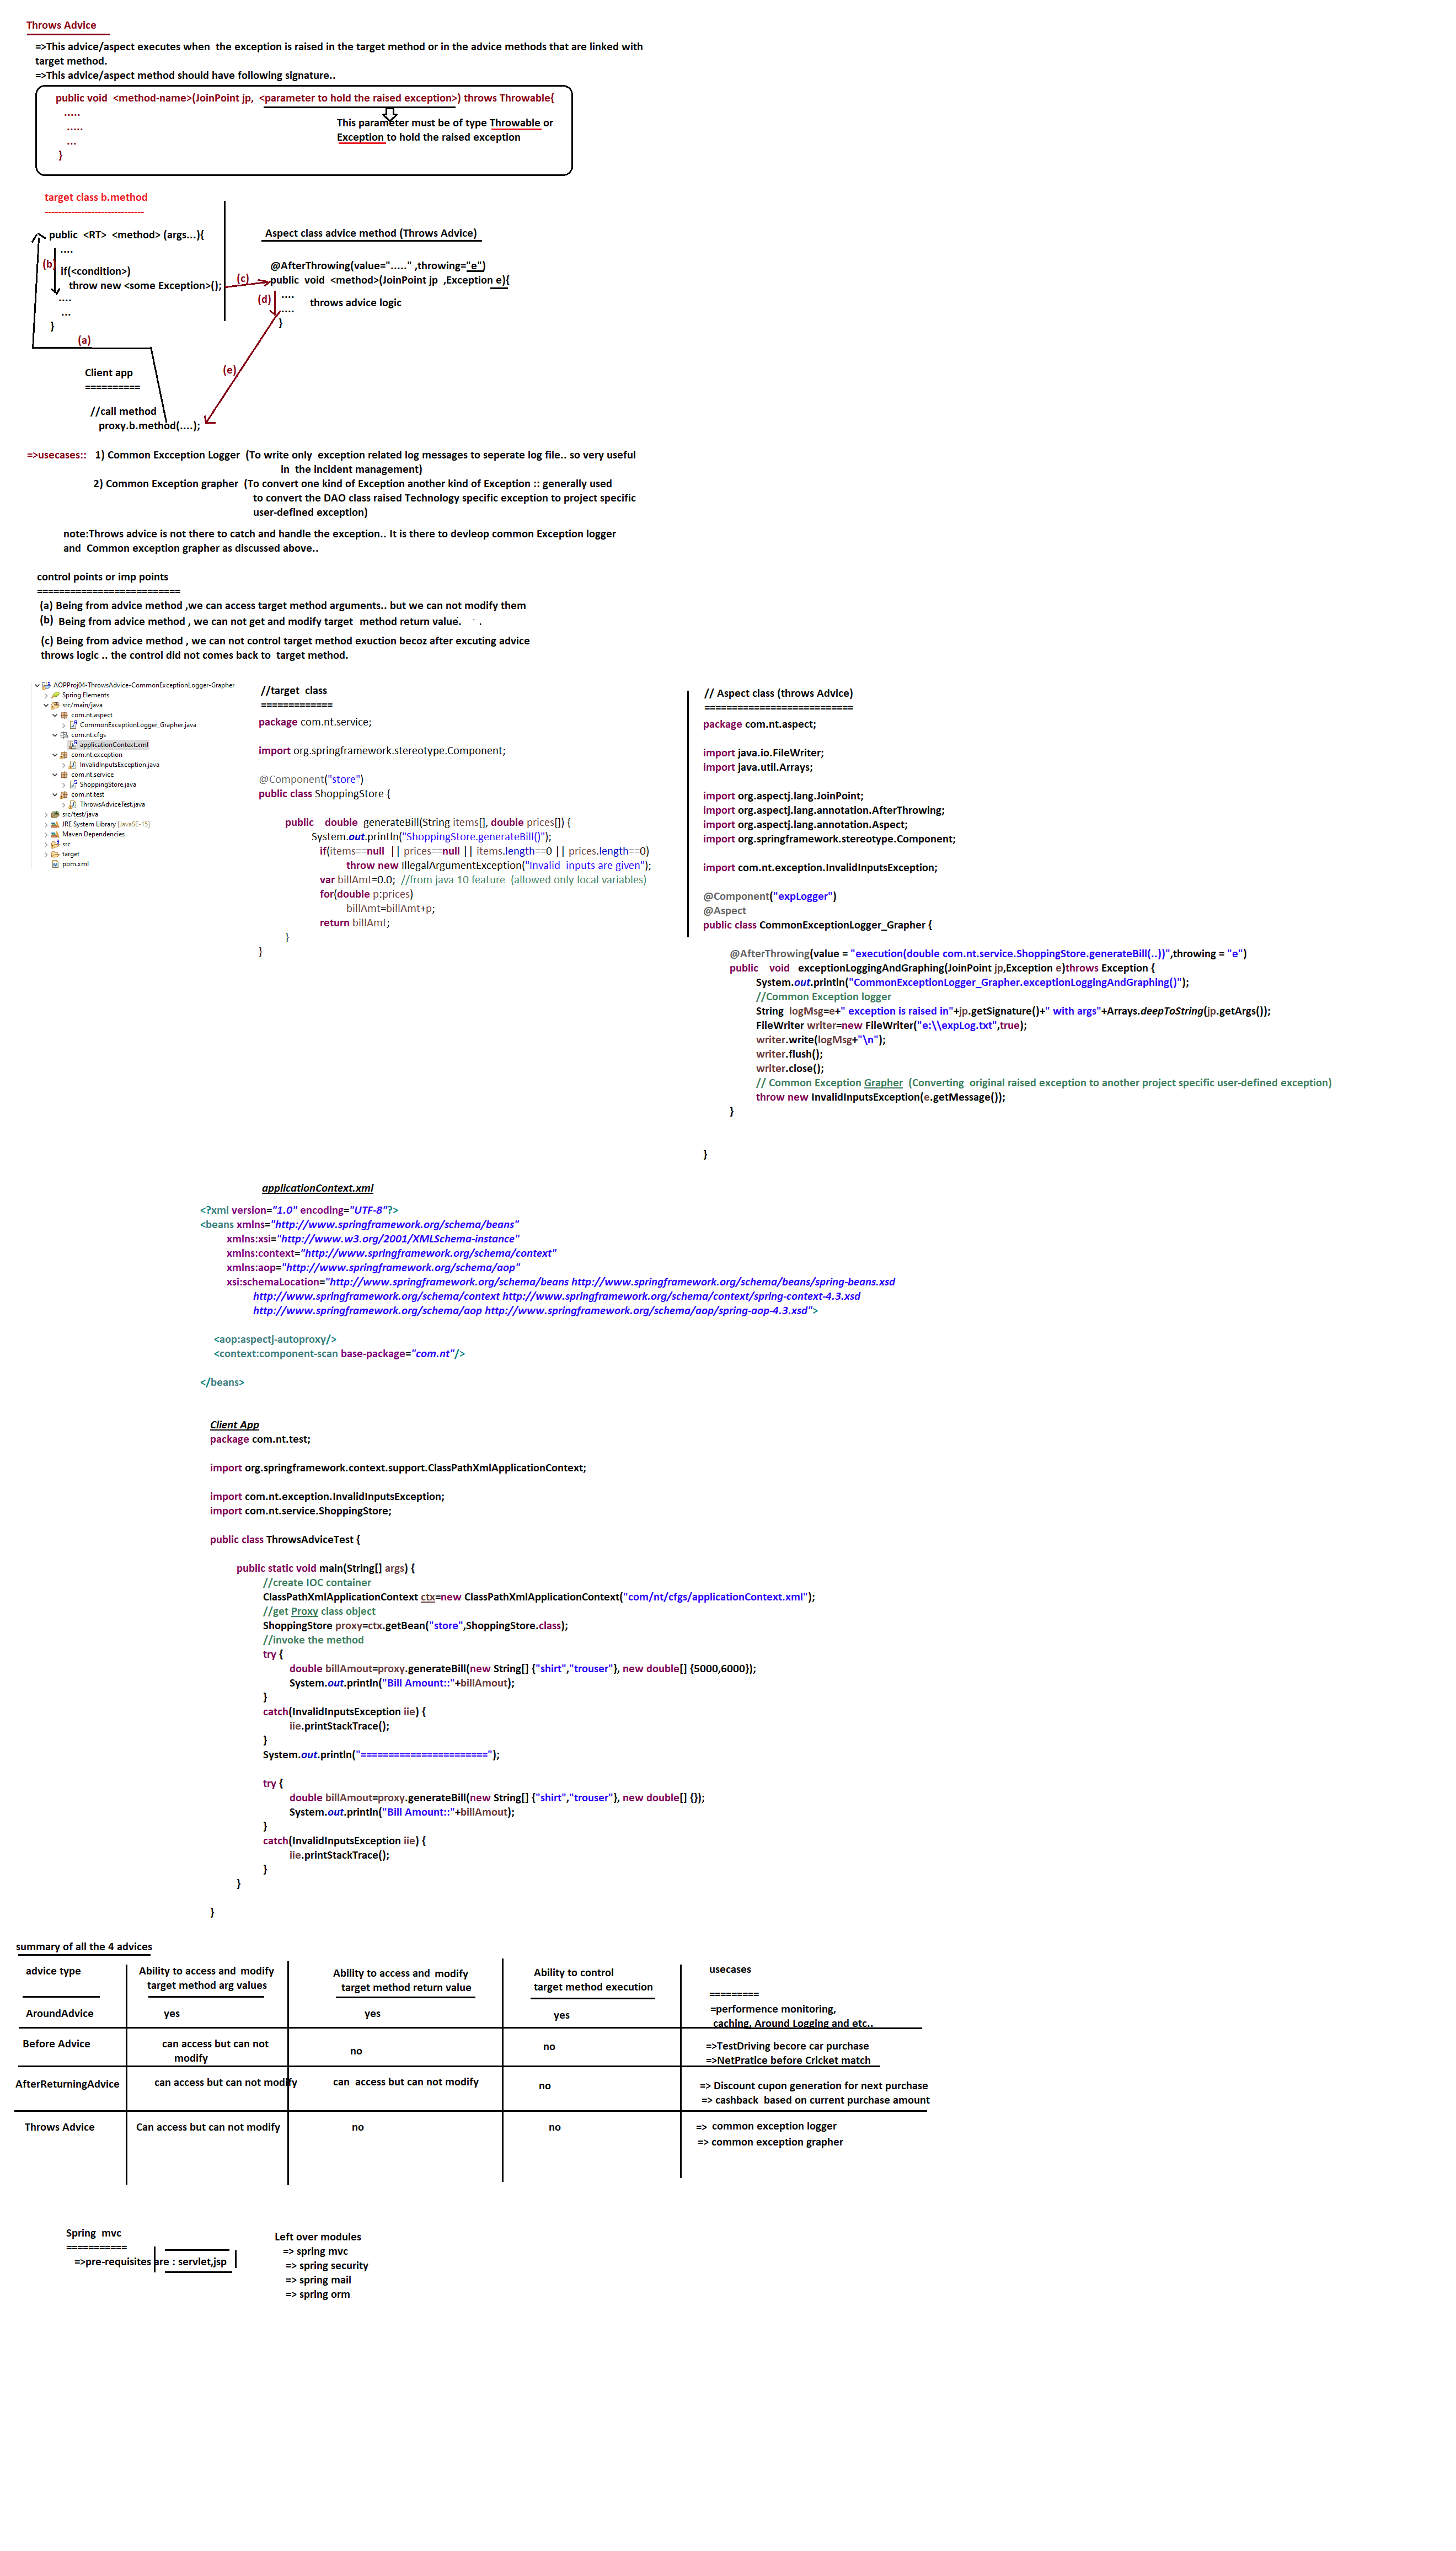 Throws Advice
=>This advice/aspect executes when the exception is raised in the target method or in the advice methods that are linked with
target method.
=>This advice/aspect method should have following signature..
public void <method-name>(JoinPoint jp, <parameter to hold the raised exception>) throws Throwable{
.....
.....
...
}
This parameter must be of type Throwable or
Exception to hold the raised exception
target class b.method
------------------------------
public <RT> <method> (args...){
....
(b)
if(<condition>)
throw new <some Exception>();
....
...
}
(a)
Aspect class advice method (Throws Advice)
@AfterThrowing(value="....." ,throwing="e")
(c)
public void <method>(JoinPoint jp ,Exception e){
(d)
....
....
throws advice logic
}
(e)
Client app
==========
//call method
proxy.b.method(....);
=>usecases:: 1) Common Excception Logger (To write only exception related log messages to seperate log file.. so very useful
in the incident management)
2) Common Exception grapher (To convert one kind of Exception another kind of Exception :: generally used
to convert the DAO class raised Technology specific exception to project specific
user-defined exception)
note:Throws advice is not there to catch and handle the exception.. It is there to devleop common Exception logger
and Common exception grapher as discussed above..
control points or imp points
==========================
(a) Being from advice method ,we can access target method arguments.. but we can not modify them
(b) Being from advice method , we can not get and modify target method return value. .
(c) Being from advice method , we can not control target method exuction becoz after excuting advice
throws logic .. the control did not comes back to target method.
AOPProj04-ThrowsAdvice-CommonExceptionLogger-Grapher
Spring Elements
src/main/java
com.nt.aspect
CommonExceptionLogger_Grapher.java
com.nt.cfgs
applicationContext.xml
com.nt.exception
InvalidInputsException.java
com.nt.service
ShoppingStore.java
com.nt.test
ThrowsAdviceTest.java
src/test/java
JRE System Library [JavaSE-15]
Maven Dependencies
src
target
pom.xml
//target class
=============
package com.nt.service;
import org.springframework.stereotype.Component;
@Component("store")
public class ShoppingStore {
public double generateBill(String items[], double prices[]) {
System.out.println("ShoppingStore.generateBill()");
if(items==null || prices==null || items.length==0 || prices.length==0)
throw new IllegalArgumentException("Invalid inputs are given");
var billAmt=0.0; //from java 10 feature (allowed only local variables)
for(double p:prices)
billAmt=billAmt+p;
return billAmt;
}
}
// Aspect class (throws Advice)
===========================
package com.nt.aspect;
import java.io.FileWriter;
import java.util.Arrays;
import org.aspectj.lang.JoinPoint;
import org.aspectj.lang.annotation.AfterThrowing;
import org.aspectj.lang.annotation.Aspect;
import org.springframework.stereotype.Component;
import com.nt.exception.InvalidInputsException;
@Component("expLogger")
@Aspect
public class CommonExceptionLogger_Grapher {
@AfterThrowing(value = "execution(double com.nt.service.ShoppingStore.generateBill(..))",throwing = "e")
public void exceptionLoggingAndGraphing(JoinPoint jp,Exception e)throws Exception {
System.out.println("CommonExceptionLogger_Grapher.exceptionLoggingAndGraphing()");
//Common Exception logger
String logMsg=e+" exception is raised in"+jp.getSignature()+" with args"+Arrays.deepToString(jp.getArgs());
FileWriter writer=new FileWriter("e:\\expLog.txt",true);
writer.write(logMsg+"\n");
writer.flush();
writer.close();
// Common Exception Grapher (Converting original raised exception to another project specific user-defined exception)
throw new InvalidInputsException(e.getMessage());
}
}
applicationContext.xml
<?xml version="1.0" encoding="UTF-8"?>
<beans xmlns="http://www.springframework.org/schema/beans"
xmlns:xsi="http://www.w3.org/2001/XMLSchema-instance"
xmlns:context="http://www.springframework.org/schema/context"
xmlns:aop="http://www.springframework.org/schema/aop"
xsi:schemaLocation="http://www.springframework.org/schema/beans http://www.springframework.org/schema/beans/spring-beans.xsd
http://www.springframework.org/schema/context http://www.springframework.org/schema/context/spring-context-4.3.xsd
http://www.springframework.org/schema/aop http://www.springframework.org/schema/aop/spring-aop-4.3.xsd">
<aop:aspectj-autoproxy/>
<context:component-scan base-package="com.nt"/>
</beans>
Client App
package com.nt.test;
import org.springframework.context.support.ClassPathXmlApplicationContext;
import com.nt.exception.InvalidInputsException;
import com.nt.service.ShoppingStore;
public class ThrowsAdviceTest {
public static void main(String[] args) {
//create IOC container
ClassPathXmlApplicationContext ctx=new ClassPathXmlApplicationContext("com/nt/cfgs/applicationContext.xml");
//get Proxy class object
ShoppingStore proxy=ctx.getBean("store",ShoppingStore.class);
//invoke the method
try {
double billAmout=proxy.generateBill(new String[] {"shirt","trouser"}, new double[] {5000,6000});
System.out.println("Bill Amount::"+billAmout);
}
catch(InvalidInputsException iie) {
iie.printStackTrace();
}
System.out.println("=======================");
try {
double billAmout=proxy.generateBill(new String[] {"shirt","trouser"}, new double[] {});
System.out.println("Bill Amount::"+billAmout);
}
catch(InvalidInputsException iie) {
iie.printStackTrace();
}
}
}
summary of all the 4 advices
advice type
Ability to access and modify
target method arg values
Ability to access and modify
target method return value
Ability to control
target method execution
usecases
=========
AroundAdvice
yes
yes
yes
=performence monitoring,
caching, Around Logging and etc..
Before Advice
can access but can not
modify
no
no
=>TestDriving becore car purchase
=>NetPratice before Cricket match
AfterReturningAdvice
can access but can not modify
can access but can not modify
no
=> Discount cupon generation for next purchase
=> cashback based on current purchase amount
Throws Advice
Can access but can not modify
no
no
=> common exception logger
=> common exception grapher
Spring mvc
===========
=>pre-requisites are : servlet,jsp
Left over modules
=> spring mvc
=> spring security
=> spring mail
=> spring orm